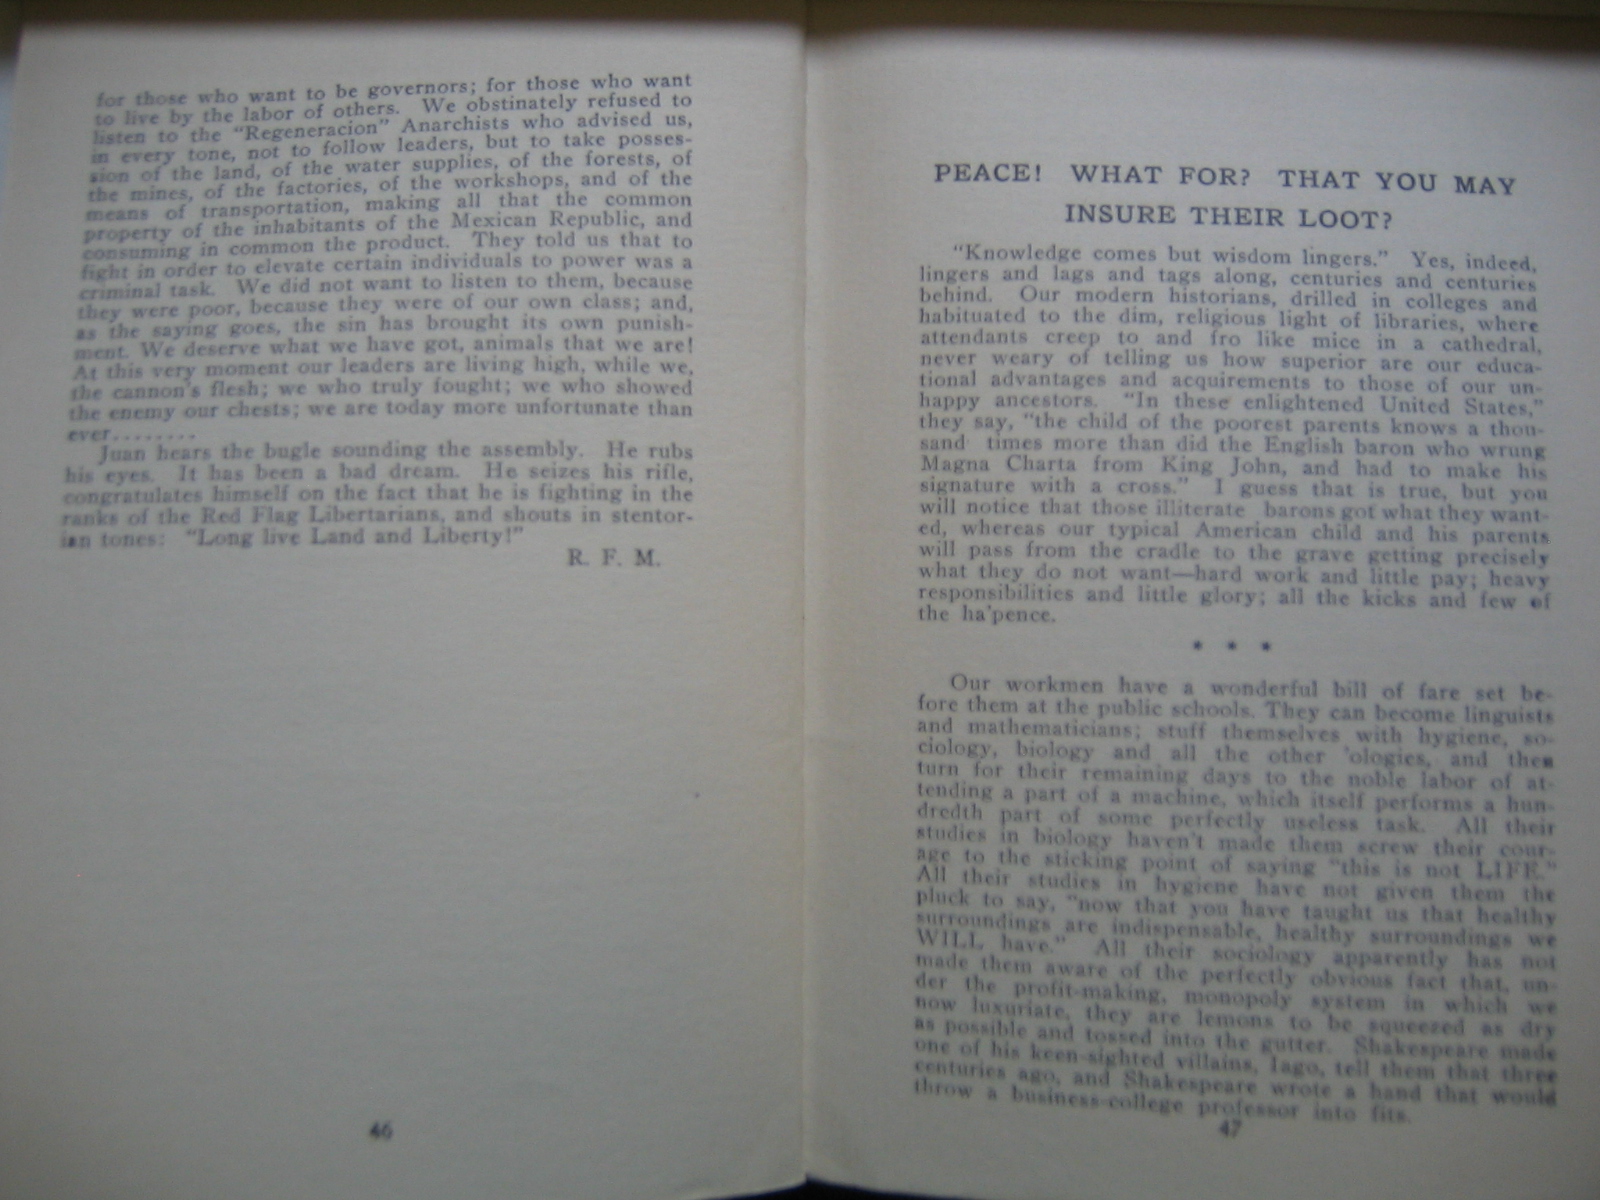 for those who want to be governors; for those who want
to live by the labor of others. We obstinately refused to
listen to the "Regeneracion" Anarchists who advised us,
in every tone, not to follow leaders, but to take posses-
sion of the land, of the water supplies, of the forests, of
the mines, of the factories, of the workshops, and of the
means of transportation, making all that the common
property of the inhabitants of the Mexican Republic, and
consuming in common the product. They told us that to
fight in order to elevate certain individuals to power was a
criminal task. We did not want to listen to them, because
they were poor, because they were of our own class; and,
as the saying goes, the sin has brought its own punish-
ment. We deserve what we have got, animals that we are!
At this very moment our leaders are living high, while we,
the cannon's flesh; we who truly fought; we who showed
the enemy our chests; we are today more unfortunate than
ever........
Juan hears the bugle sounding the assembly. He rubs
his eyes. It has been a bad dream. He seizes his rifle,
congratulates himself on the fact that he is fighting in the
ranks of the Red Flag Libertarians, and shouts in stentor-
ian tones: "Long live Land and Liberty!"
R. F. M.
46
PEACE! WHAT FOR? THAT YOU MAY
INSURE THEIR LOOT?
"Knowledge comes but wisdom lingers." Yes, indeed,
lingers and lags and tags along, centuries and centuries
behind. Our modern historians, drilled in colleges and
habituated to the dim, religious light of libraries, where
attendants creep to and fro like mice in a cathedral,
never weary of telling us how superior are our educa-
tional advantages and acquirements to those of our un-
happy ancestors. "In these enlightened United States,"
they say, "the child of the poorest parents knows a thou-
sand times more than did the English baron who wrung
Magna Charta from King John, and had to make his
signature with a cross." I guess that is true, but you
will notice that those illiterate barons got what they want-
ed, whereas our typical American child and his parents
will pass from the cradle to the grave getting precisely
what they do not want—hard work and little pay; heavy
responsibilities and little glory; all the kicks and few of
the ha'pence.
* * *
Our workmen have a wonderful bill of fare set be-
fore them at the public schools. They can become linguists
and mathematicians; stuff themselves with hygiene, so-
ciology, biology and all the other 'ologies, and then
turn for their remaining days to the noble labor of at-
tending a part of a machine, which itself performs a hun-
dredth part of some perfectly useless task. All their
studies in biology haven't made them screw their cour-
age to the sticking point of saying "this is not LIFE."
All their studies in hygiene have not given them the
pluck to say, "now that you have taught us that healthy
surroundings are indispensable, healthy surroundings we
WILL have." All their sociology apparently has not
made them aware of the perfectly obvious fact that, un-
der the profit-making, monopoly system in which we
now luxuriate, they are lemons to be squeezed as dry
as possible and tossed into the gutter. Shakespeare made
one of his keen-sighted villains, Iago, tell them that three
centuries ago, and Shakespeare wrote a hand that would
throw a business-college professor into fits.
47